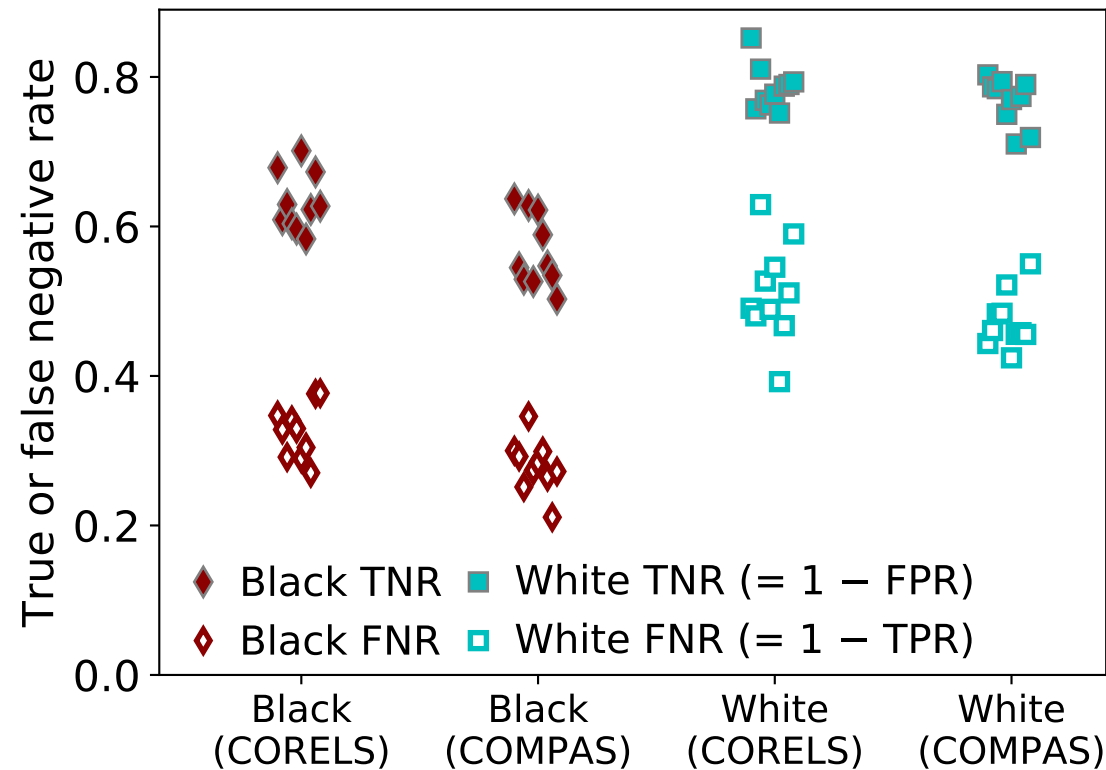 True or false negative rate
0.8
0.6
0.4
0.2
0.0
Black TNR
White TNR (= 1 − FPR)
Black FNR
White FNR (= 1 − TPR)
Black
(CORELS)
Black
(COMPAS)
White
(CORELS)
White
(COMPAS)